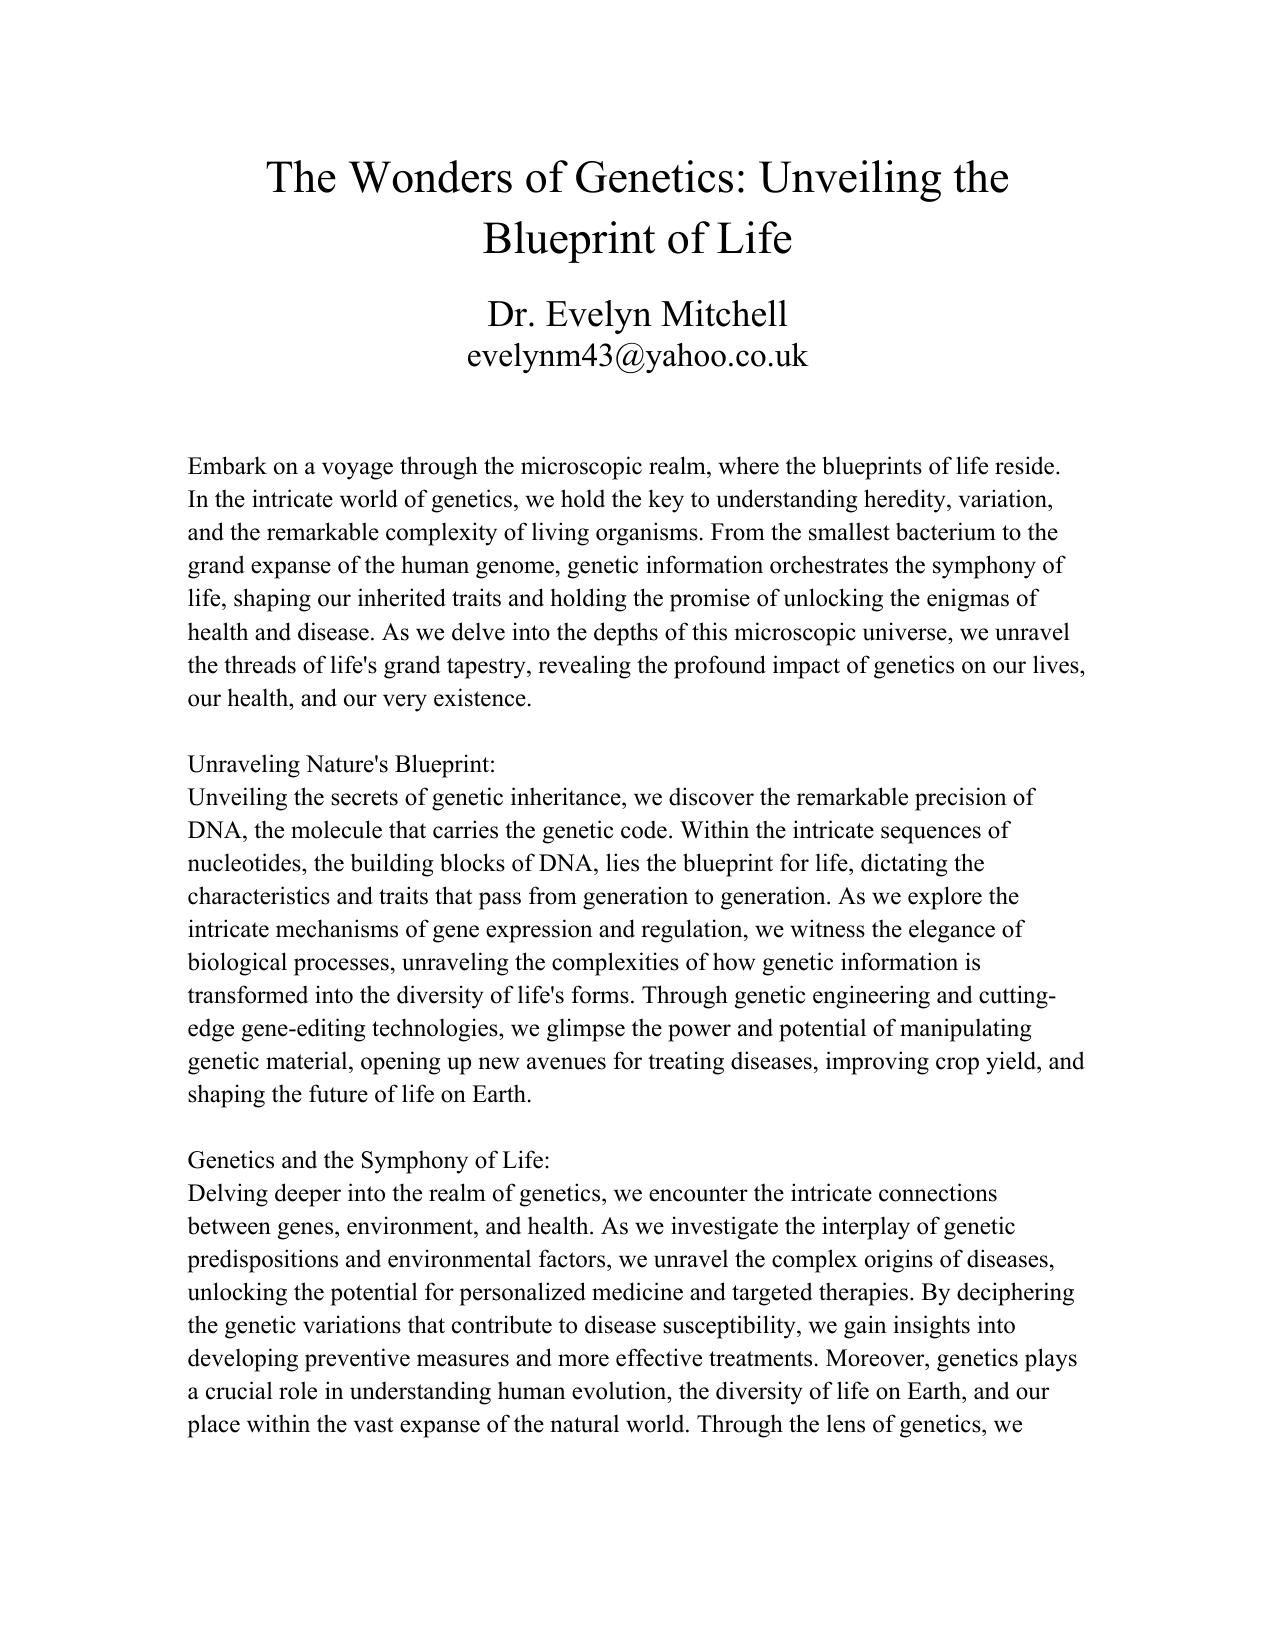 The Wonders of Genetics: Unveiling the
Blueprint of Life
Dr. Evelyn Mitchell
evelynm43@yahoo.co.uk
Embark on a voyage through the microscopic realm, where the blueprints of life reside.
In the intricate world of genetics, we hold the key to understanding heredity, variation,
and the remarkable complexity of living organisms. From the smallest bacterium to the
grand expanse of the human genome, genetic information orchestrates the symphony of
life, shaping our inherited traits and holding the promise of unlocking the enigmas of
health and disease. As we delve into the depths of this microscopic universe, we unravel
the threads of life's grand tapestry, revealing the profound impact of genetics on our lives,
our health, and our very existence.
Unraveling Nature's Blueprint:
Unveiling the secrets of genetic inheritance, we discover the remarkable precision of
DNA, the molecule that carries the genetic code. Within the intricate sequences of
nucleotides, the building blocks of DNA, lies the blueprint for life, dictating the
characteristics and traits that pass from generation to generation. As we explore the
intricate mechanisms of gene expression and regulation, we witness the elegance of
biological processes, unraveling the complexities of how genetic information is
transformed into the diversity of life's forms. Through genetic engineering and cutting-
edge gene-editing technologies, we glimpse the power and potential of manipulating
genetic material, opening up new avenues for treating diseases, improving crop yield, and
shaping the future of life on Earth.
Genetics and the Symphony of Life:
Delving deeper into the realm of genetics, we encounter the intricate connections
between genes, environment, and health. As we investigate the interplay of genetic
predispositions and environmental factors, we unravel the complex origins of diseases,
unlocking the potential for personalized medicine and targeted therapies. By deciphering
the genetic variations that contribute to disease susceptibility, we gain insights into
developing preventive measures and more effective treatments. Moreover, genetics plays
a crucial role in understanding human evolution, the diversity of life on Earth, and our
place within the vast expanse of the natural world. Through the lens of genetics, we